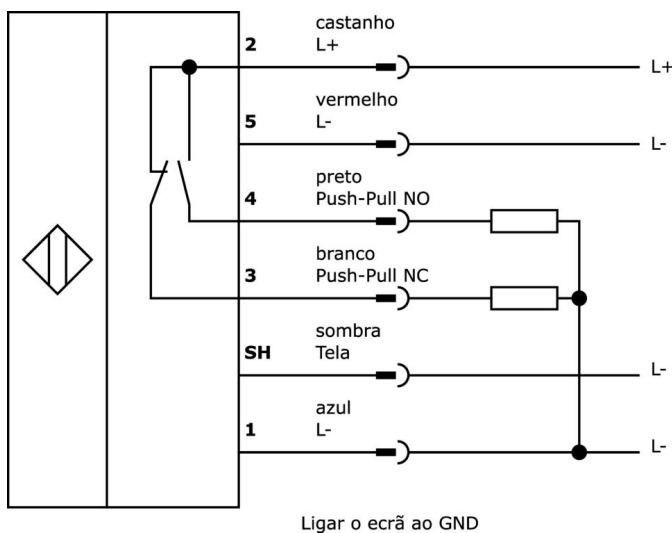 castanho
2 L+ L+
vermelho
5 L- L-
preto
4 Push-Pull NO
branco
3 Push-Pull NC
sombra
SH Tela L-
azul
1 L- L-
Ligar o ecrã ao GND